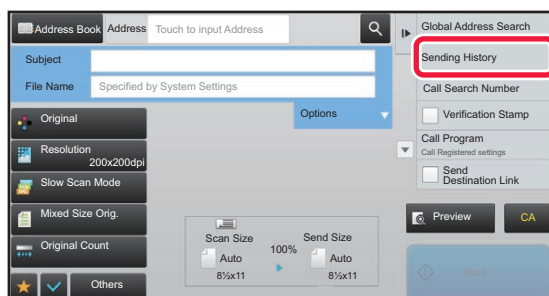 Address Book
Address
Touch to input Address
Subject
File Name
Specified by System Settings
Options
Original
Resolution
200x200dpi
Slow Scan Mode
Mixed Size Orig.
Original Count
Others
Scan Size
Auto
8½x11
100%
Send Size
Auto
8½x11
Global Address Search
Sending History
Call Search Number
Verification Stamp
Call Program
Call Registered settings
Send
Destination Link
Preview
CA
Start